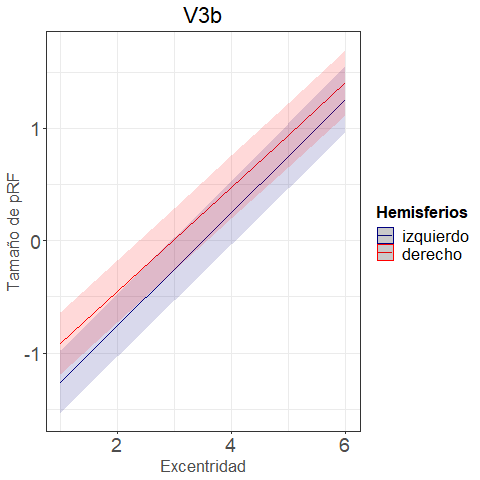 V3b
Tamaño de pRF
1
0
-1
2
4
6
Excentridad
Hemisferios
izquierdo
derecho